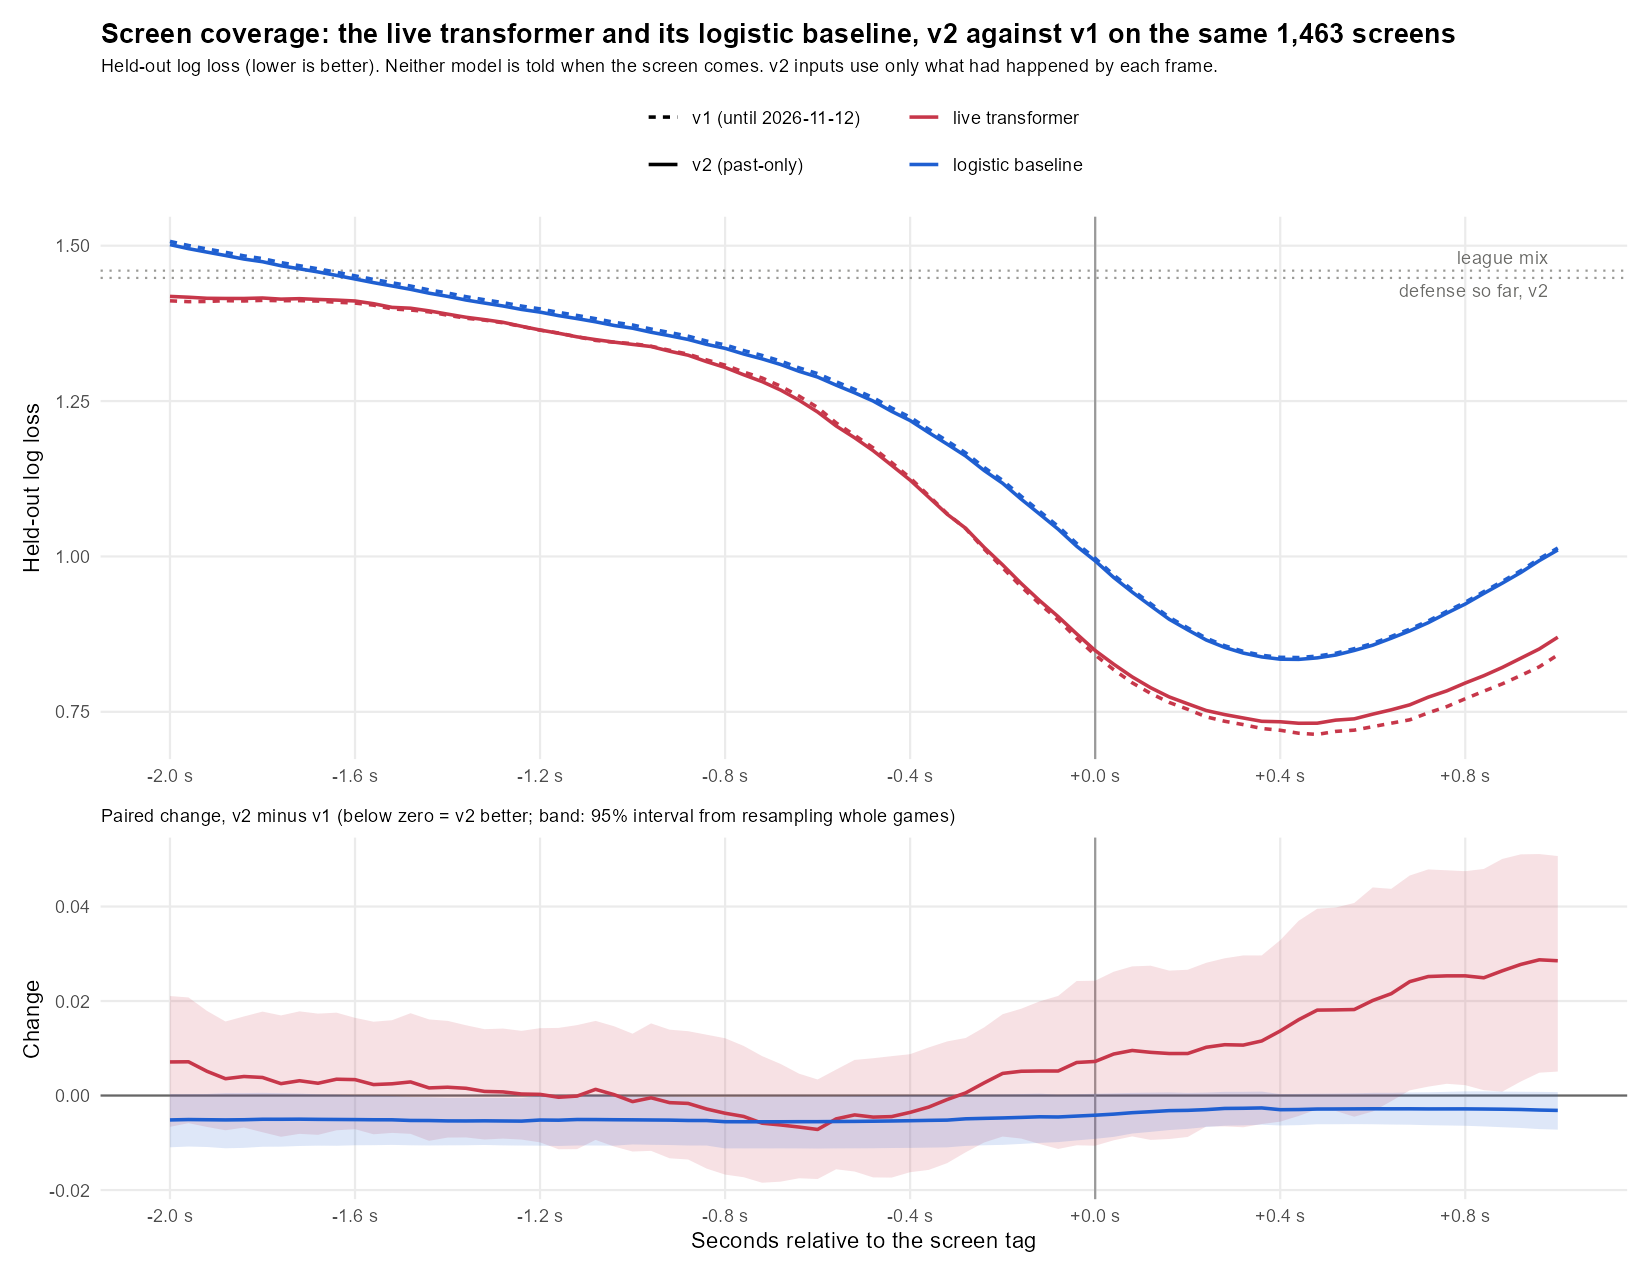 Screen coverage: the live transformer and its logistic baseline, v2 against v1 on the same 1,463 screens
Held-out log loss (lower is better). Neither model is told when the screen comes. v2 inputs use only what had happened by each frame.
v1 (until 2026-11-12)
live transformer
v2 (past-only)
logistic baseline
Held-out log loss
1.50
1.25
1.00
0.75
league mix
defense so far, v2
-2.0 s
-1.6 s
-1.2 s
-0.8 s
-0.4 s
+0.0 s
+0.4 s
+0.8 s
Paired change, v2 minus v1 (below zero = v2 better; band: 95% interval from resampling whole games)
Change
0.04
0.02
0.00
-0.02
-2.0 s
-1.6 s
-1.2 s
-0.8 s
-0.4 s
+0.0 s
+0.4 s
+0.8 s
Seconds relative to the screen tag